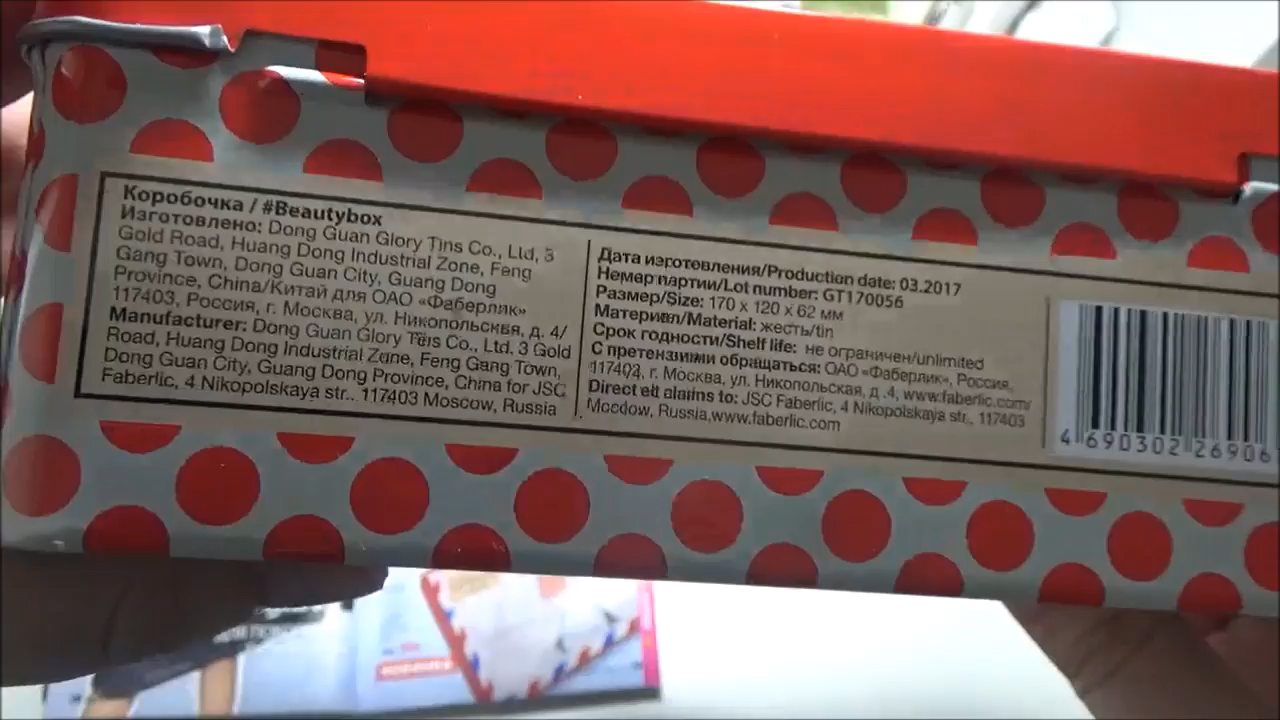 Коробочка / #Beautybox
Изготовлено: Dong Guan Glory Tins Co., Ltd, 3
Gold Road, Huang Dong Industrial Zone, Feng
Gang Town, Dong Guan City, Guang Dong
Province, China/Китай для ОАО «Фаберлик»
117403, Россия, г. Москва, ул. Никопольская, д. 4/
Manufacturer: Dong Guan Glory Tins Co., Ltd. 3 Gold
Road, Huang Dong Industrial Zone, Feng Gang Town,
Dong Guan City, Guang Dong Province, China for JSC
Faberlic, 4 Nikopolskaya str., 117403 Moscow, Russia
Дата изготовления/Production date: 03.2017
Немер партии/Lot number: GT170056
Размер/Size: 170 x 120 x 62 мм
Материал/Material: жесть/tin
Срок годности/Shelf life: не ограничен/unlimited
С претензиями обращаться: ОАО «Фаберлик», Россия,
117403, г. Москва, ул. Никопольская, д .4, www.faberlic.com/
Direct all claims to: JSC Faberlic, 4 Nikopolskaya str., 117403
Moscow, Russia,www.faberlic.com
4 690302 26906